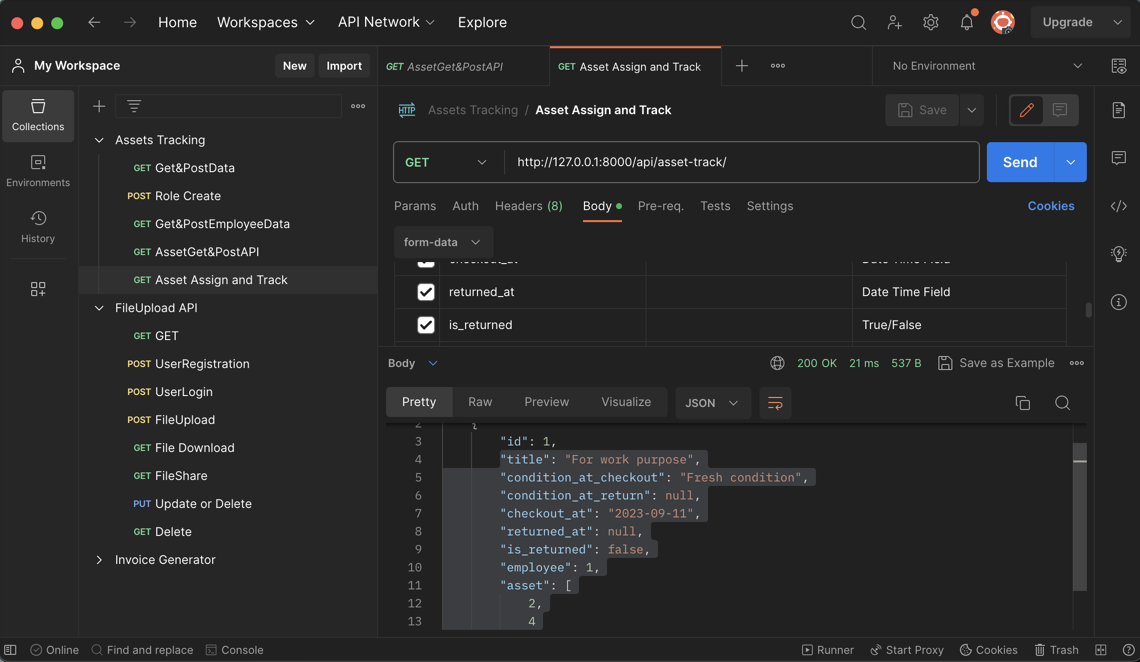 Home Workspaces API Network Explore Upgrade
My Workspace New Import
GET AssetGet&PostAPI GET Asset Assign and Track No Environment
Collections
Environments
History
Assets Tracking
GET Get&PostData
POST Role Create
GET Get&PostEmployeeData
GET AssetGet&PostAPI
GET Asset Assign and Track
FileUpload API
GET GET
POST UserRegistration
POST UserLogin
POST FileUpload
GET File Download
GET FileShare
PUT Update or Delete
GET Delete
Invoice Generator
HTTP Assets Tracking / Asset Assign and Track Save
GET http://127.0.0.1:8000/api/asset-track/ Send
Params Auth Headers (8) Body Pre-req. Tests Settings Cookies
form-data
checkout_at Date Time Field
returned_at Date Time Field
is_returned True/False
Body 200 OK 21 ms 537 B Save as Example
Pretty Raw Preview Visualize JSON
2 {
3 "id": 1,
4 "title": "For work purpose",
5 "condition_at_checkout": "Fresh condition",
6 "condition_at_return": null,
7 "checkout_at": "2023-09-11",
8 "returned_at": null,
9 "is_returned": false,
10 "employee": 1,
11 "asset": [
12 2,
13 4
Online Find and replace Console Runner Start Proxy Cookies Trash